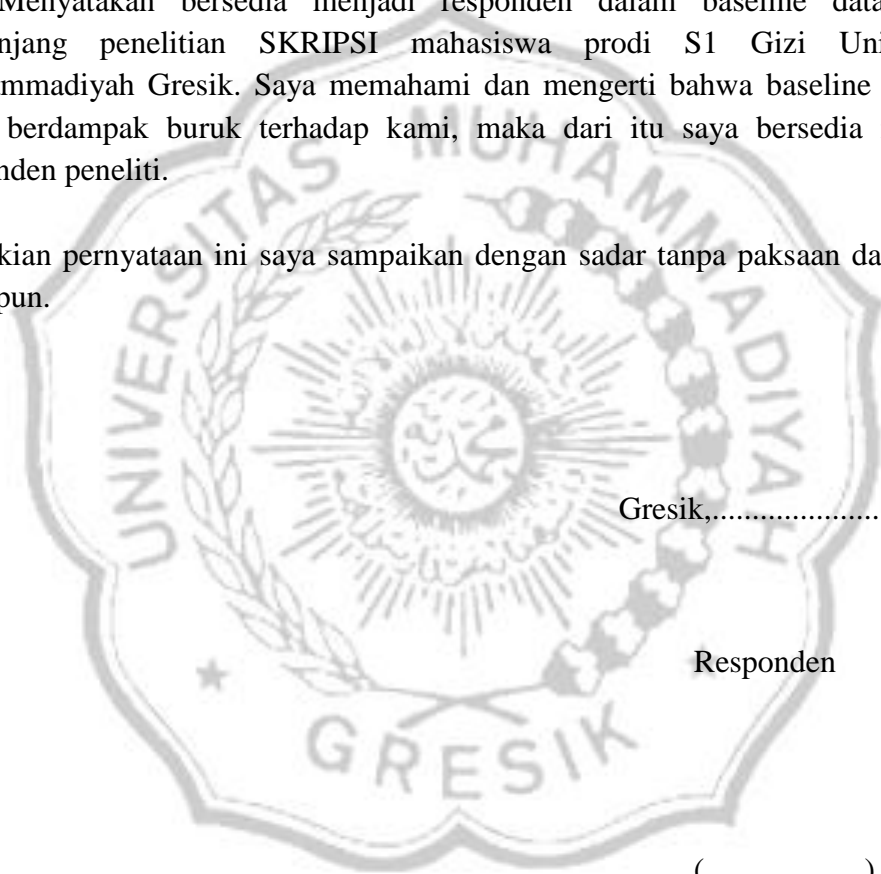 Menyatakan bersedia menjadi responden dalam baseline data
njang penelitian SKRIPSI mahasiswa prodi S1 Gizi Uni
mmadiyah Gresik. Saya memahami dan mengerti bahwa baseline
berdampak buruk terhadap kami, maka dari itu saya bersedia
nden peneliti.
kian pernyataan ini saya sampaikan dengan sadar tanpa paksaan da
pun.
UNIVERSITAS MUHAMMADIYAH
Gresik,.....................
Responden
GRESIK
( )